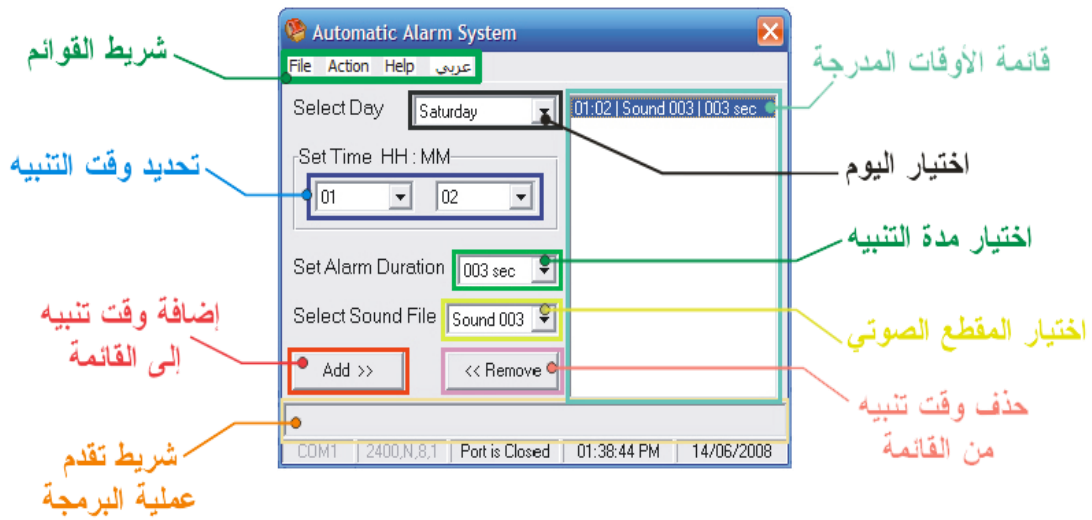 Automatic Alarm System
File Action Help عربي
Select Day Saturday
Set Time HH : MM
01 02
Set Alarm Duration 003 sec
Select Sound File Sound 003
Add >> << Remove
01:02 | Sound 003 | 003 sec
COM1 2400,N,8,1 Port is Closed 01:38:44 PM 14/06/2008
شريط القوائم
تحديد وقت التنبيه
إضافة وقت تنبيه
إلى القائمة
شريط تقدم
عملية البرمجة
قائمة الأوقات المدرجة
اختيار اليوم
اختيار مدة التنبيه
اختيار المقطع الصوتي
حذف وقت تنبيه
من القائمة